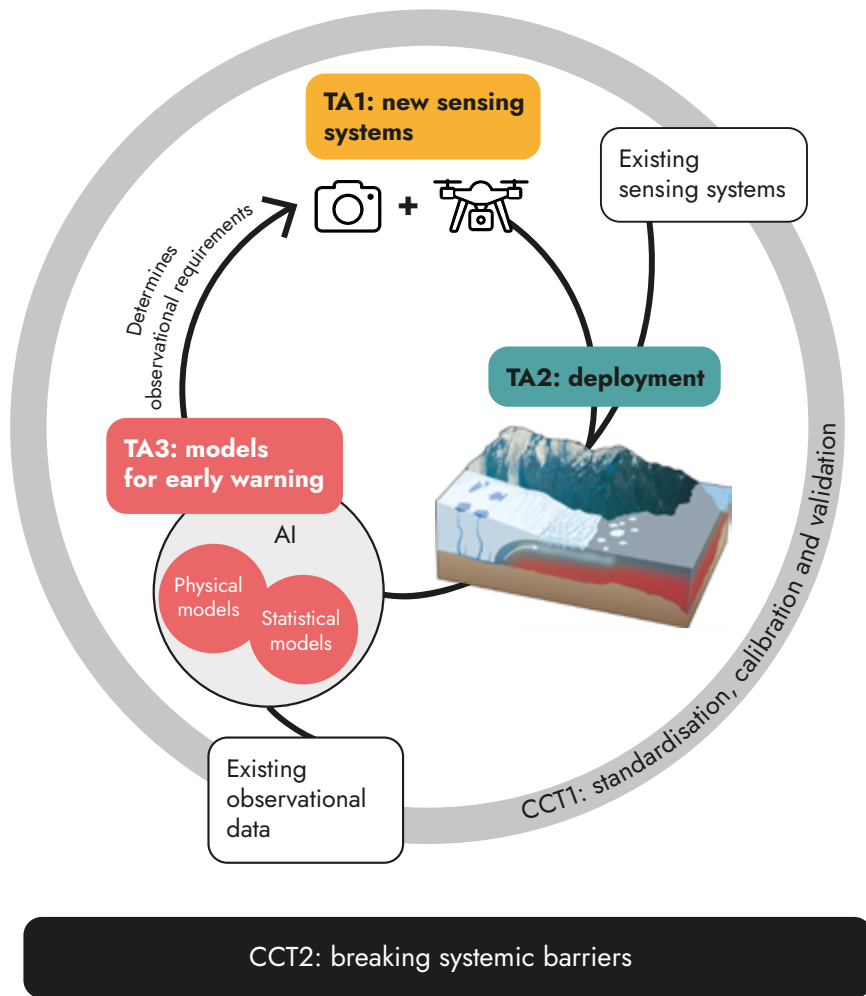 TA1: new sensing
systems
Existing
sensing systems
Determines
observational requirements
TA2: deployment
TA3: models
for early warning
AI
Physical
models
Statistical
models
Existing
observational
data
CCT1: standardisation, calibration and validation
CCT2: breaking systemic barriers